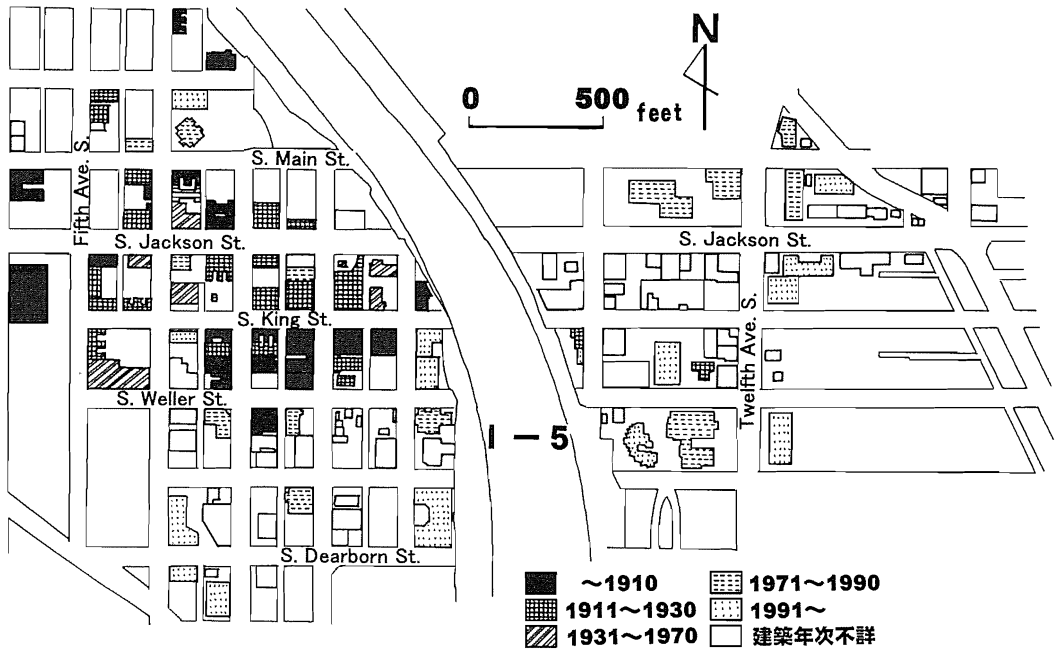 N
0 500 feet
S. Main St.
Fifth Ave. S.
S. Jackson St.
S. Jackson St.
S. King St.
Twelfth Ave. S.
S. Weller St.
I-5
S. Dearborn St.
～1910
1911～1930
1931～1970
1971～1990
1991～
建築年次不詳